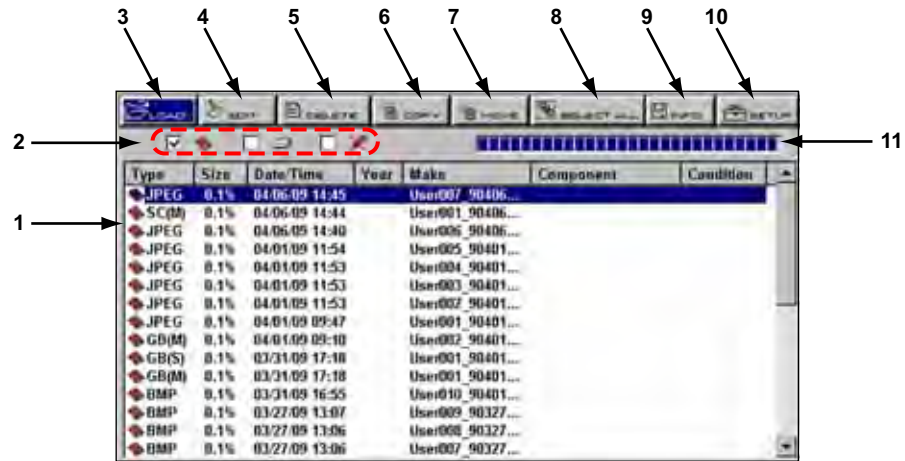 3 4 5 6 7 8 9 10
LOAD EDIT DELETE COPY MOVE SELECT ALL INFO SETUP
2 11
Type Size Date/Time Year Make Component Condition
JPEG 0.1% 04/06/09 14:45 User007_90406...
1 SC(M) 0.1% 04/06/09 14:44 User001_90406...
JPEG 0.1% 04/06/09 14:40 User006_90406...
JPEG 0.1% 04/01/09 11:54 User005_90401...
JPEG 0.1% 04/01/09 11:53 User004_90401...
JPEG 0.1% 04/01/09 11:53 User003_90401...
JPEG 0.1% 04/01/09 11:53 User002_90401...
JPEG 0.1% 04/01/09 09:47 User001_90401...
GB(M) 0.1% 04/01/09 09:10 User002_90401...
GB(S) 0.1% 03/31/09 17:18 User001_90401...
GB(M) 0.1% 03/31/09 17:18 User001_90401...
BMP 0.1% 03/31/09 16:55 User010_90401...
BMP 0.1% 03/27/09 13:07 User009_90327...
BMP 0.1% 03/27/09 13:06 User008_90327...
BMP 0.1% 03/27/09 13:06 User007_90327...